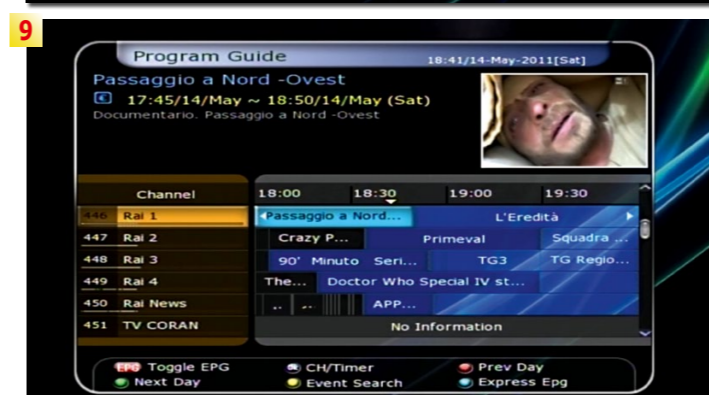 9
Program Guide
18:41/14-May-2011[Sat]
Passaggio a Nord -Ovest
€ 17:45/14/May ~ 18:50/14/May (Sat)
Documentario. Passaggio a Nord -Ovest
Channel 18:00 18:30 19:00 19:30
446 Rai 1 Passaggio a Nord... L'Eredità
447 Rai 2 Crazy P... Primeval Squadra ...
448 Rai 3 90' Minuto Seri... TG3 TG Regio...
449 Rai 4 The... Doctor Who Special IV st...
450 Rai News .. .. APP...
451 TV CORAN No Information
EPG Toggle EPG CH/Timer Prev Day
Next Day Event Search Express Epg